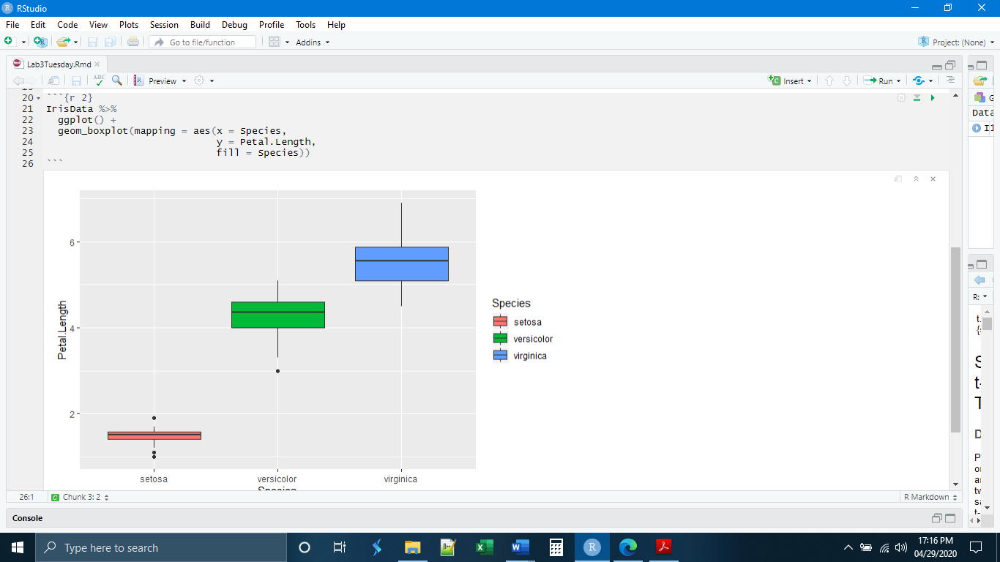 RStudio
File Edit Code View Plots Session Build Debug Profile Tools Help
Go to file/function Addins Project: (None)
Lab3Tuesday.Rmd
ABC Preview Insert Run
20 ```{r 2}
21 IrisData %>%
22 ggplot() +
23 geom_boxplot(mapping = aes(x = Species,
24 y = Petal.Length,
25 fill = Species))
26 ```
Data
6
4
2
Petal.Length
setosa versicolor virginica
Species
Species
setosa
versicolor
virginica
R:
26:1 Chunk 3: 2 R Markdown
Console
Type here to search
17:16 PM
04/29/2020